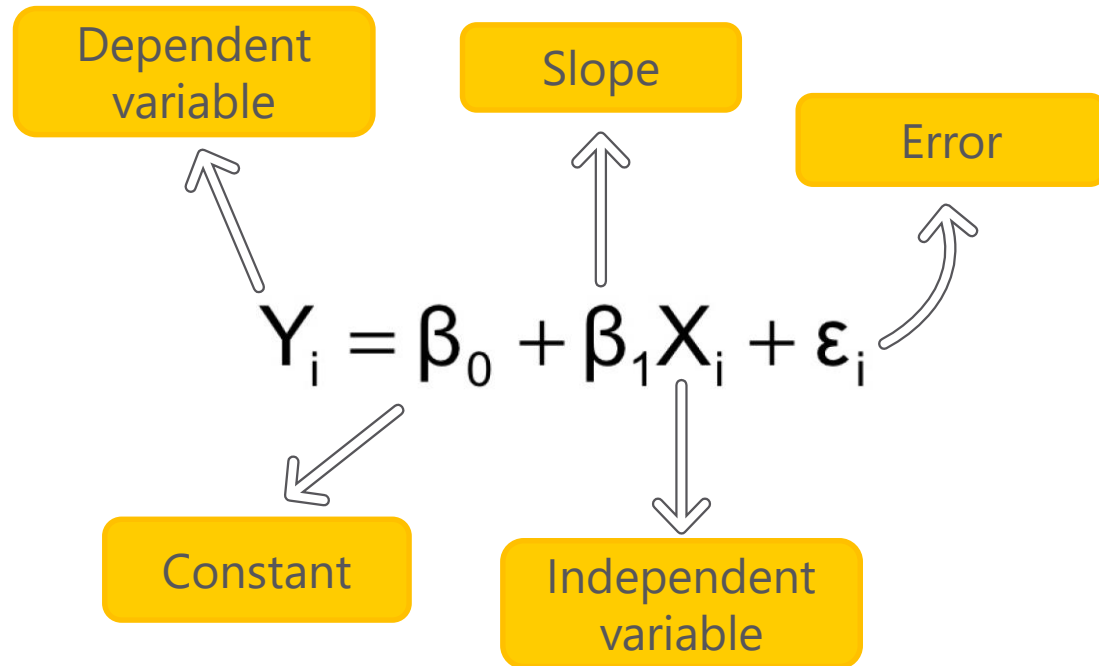 Dependent
variable
Slope
Error
Yᵢ = β₀ + β₁Xᵢ + εᵢ
Constant
Independent
variable